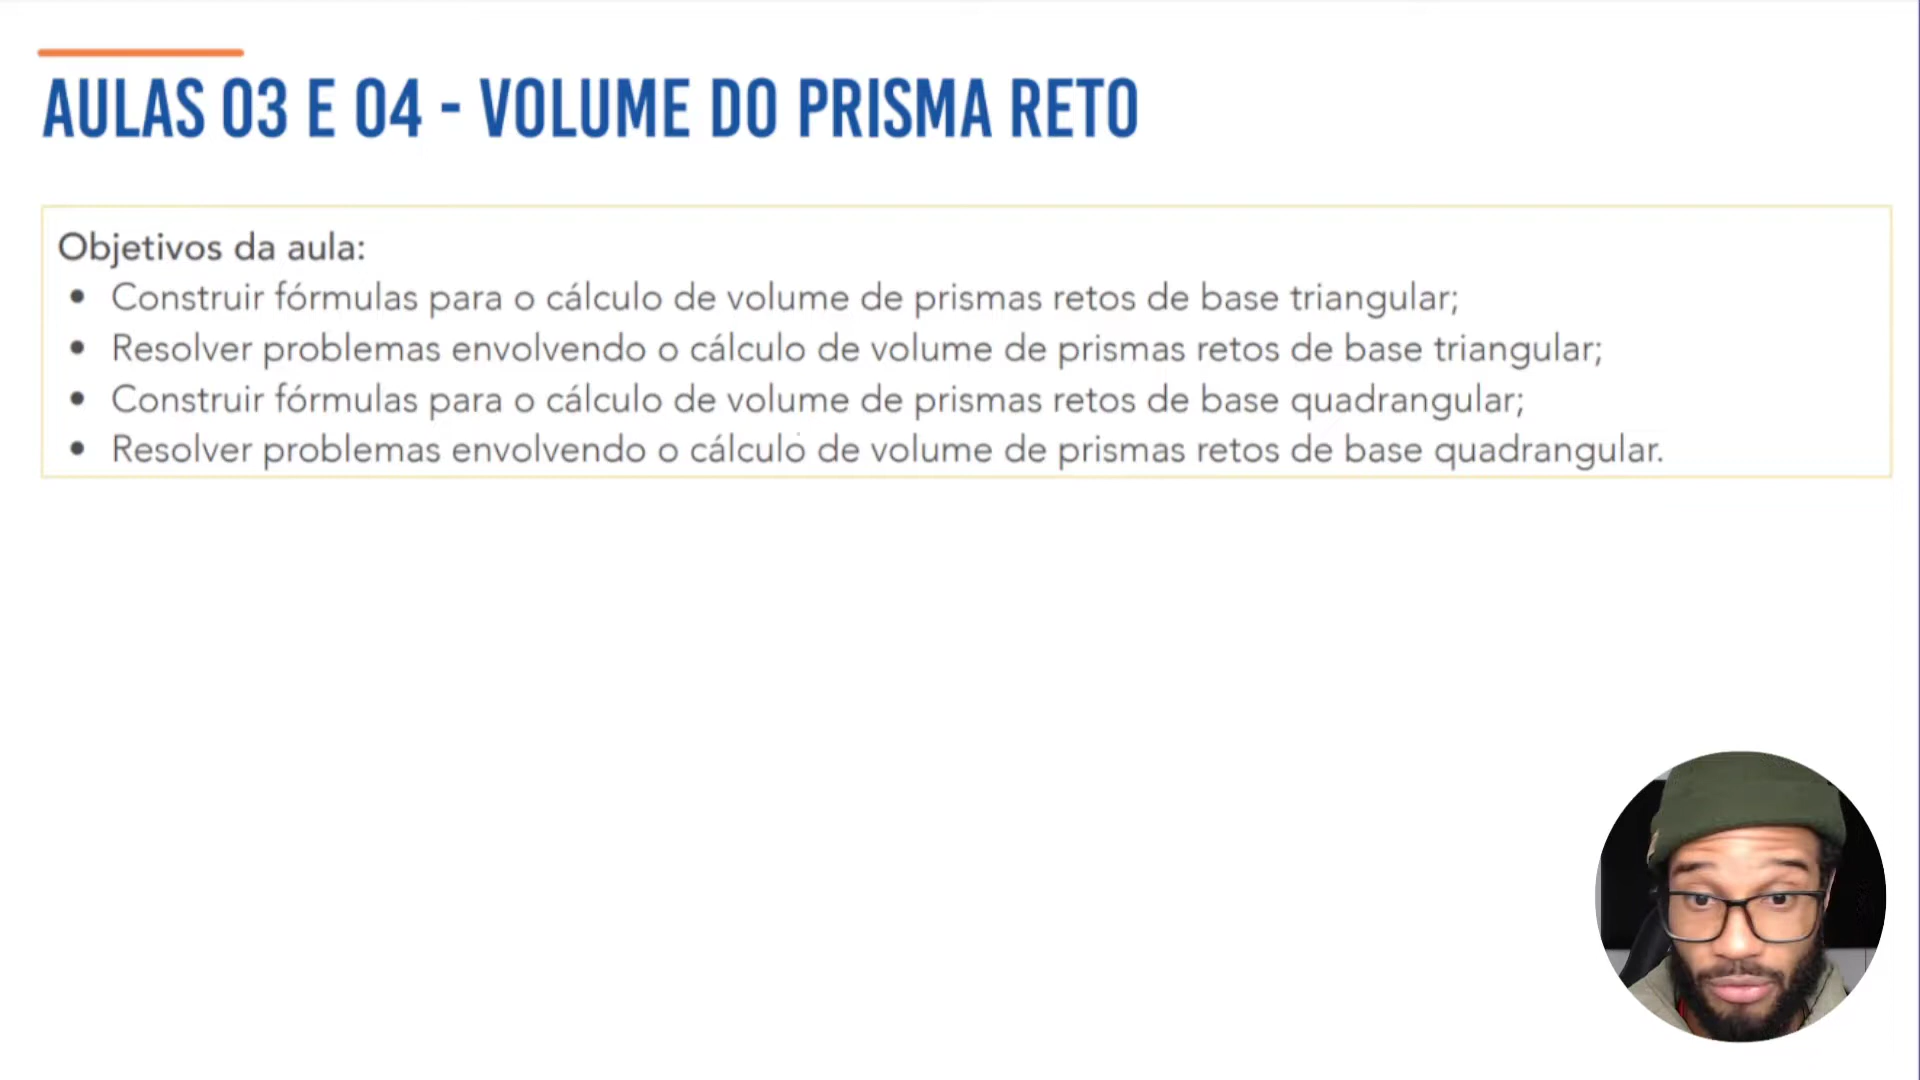 AULAS 03 E 04 - VOLUME DO PRISMA RETO
Objetivos da aula:
• Construir fórmulas para o cálculo de volume de prismas retos de base triangular;
• Resolver problemas envolvendo o cálculo de volume de prismas retos de base triangular;
• Construir fórmulas para o cálculo de volume de prismas retos de base quadrangular;
• Resolver problemas envolvendo o cálculo de volume de prismas retos de base quadrangular.